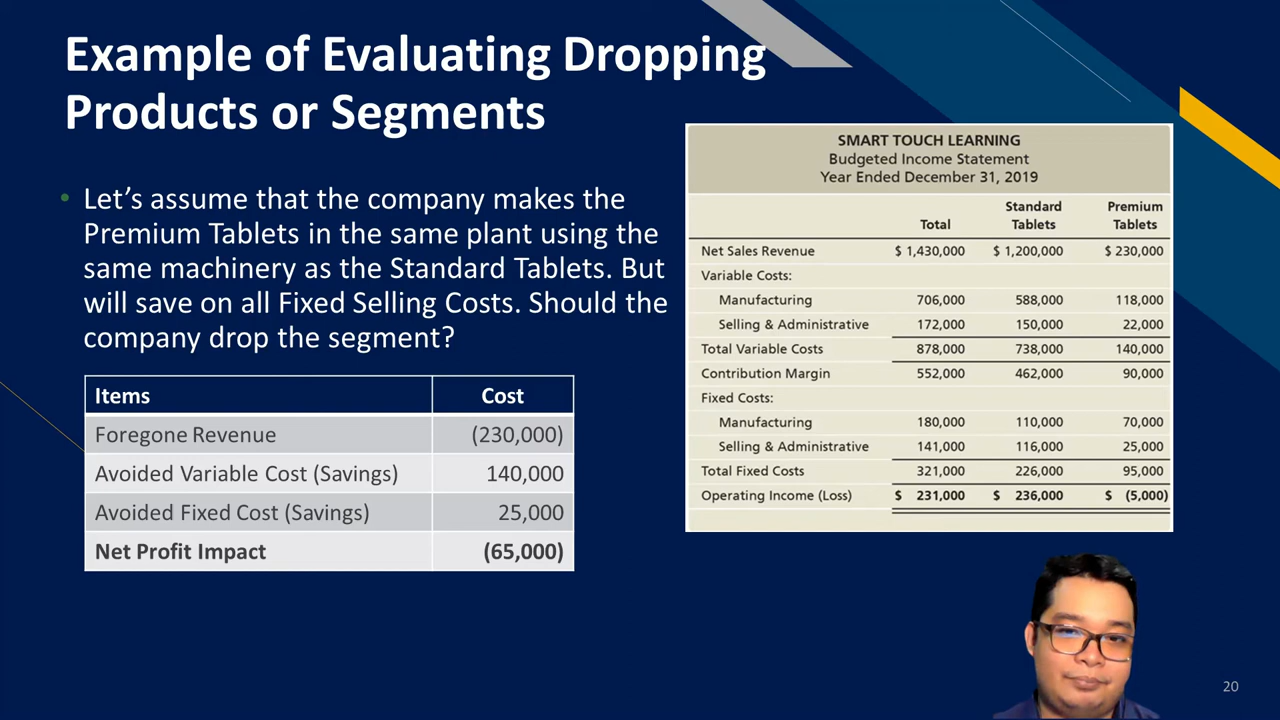 Example of Evaluating Dropping
Products or Segments
• Let’s assume that the company makes the
Premium Tablets in the same plant using the
same machinery as the Standard Tablets. But
will save on all Fixed Selling Costs. Should the
company drop the segment?
Items Cost
Foregone Revenue (230,000)
Avoided Variable Cost (Savings) 140,000
Avoided Fixed Cost (Savings) 25,000
Net Profit Impact (65,000)
SMART TOUCH LEARNING
Budgeted Income Statement
Year Ended December 31, 2019
Standard Premium
Total Tablets Tablets
Net Sales Revenue $ 1,430,000 $ 1,200,000 $ 230,000
Variable Costs:
Manufacturing 706,000 588,000 118,000
Selling & Administrative 172,000 150,000 22,000
Total Variable Costs 878,000 738,000 140,000
Contribution Margin 552,000 462,000 90,000
Fixed Costs:
Manufacturing 180,000 110,000 70,000
Selling & Administrative 141,000 116,000 25,000
Total Fixed Costs 321,000 226,000 95,000
Operating Income (Loss) $ 231,000 $ 236,000 $ (5,000)
20